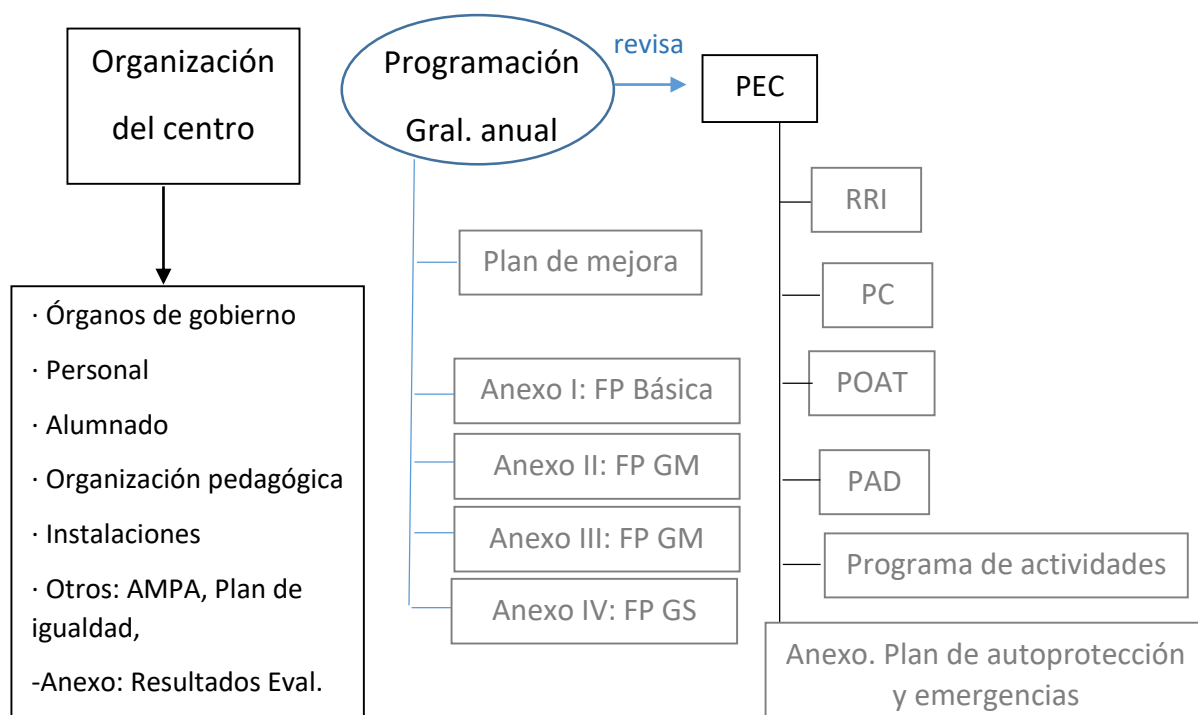 Organización
del centro
· Órganos de gobierno
· Personal
· Alumnado
· Organización pedagógica
· Instalaciones
· Otros: AMPA, Plan de
igualdad,
-Anexo: Resultados Eval.
Programación
Gral. anual
revisa
Plan de mejora
Anexo I: FP Básica
Anexo II: FP GM
Anexo III: FP GM
Anexo IV: FP GS
PEC
RRI
PC
POAT
PAD
Programa de actividades
Anexo. Plan de autoprotección
y emergencias